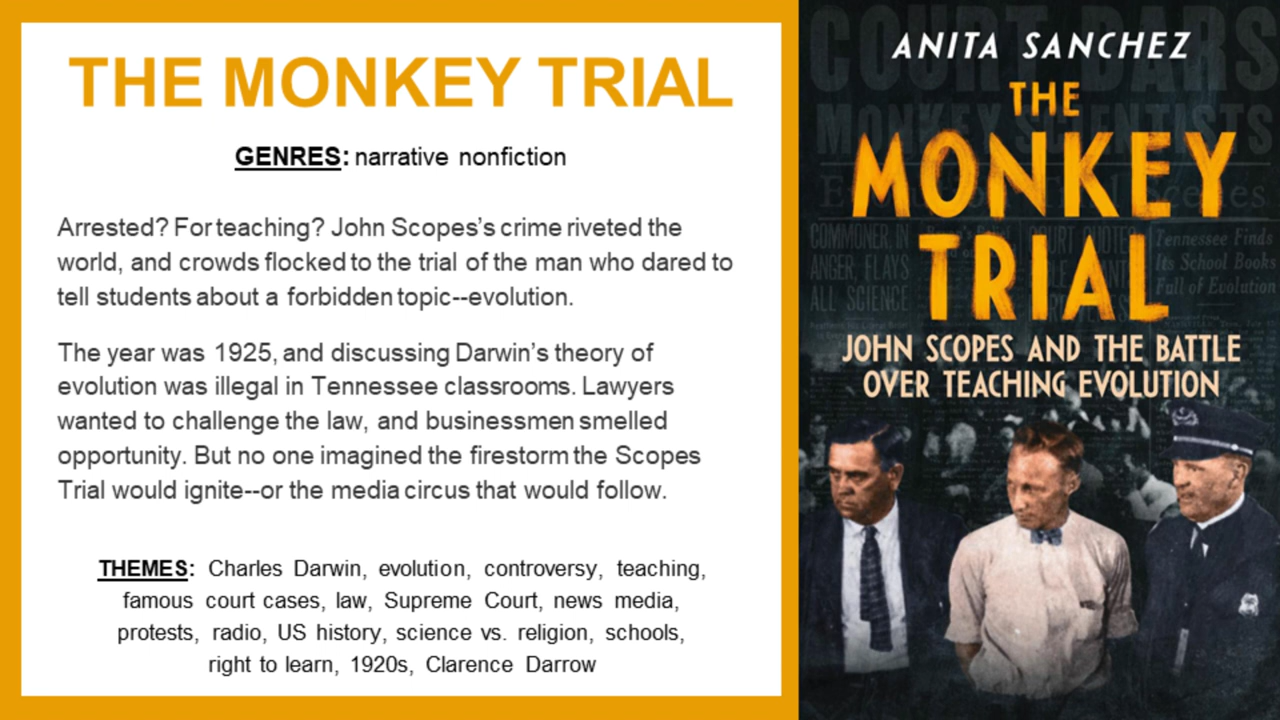 THE MONKEY TRIAL
GENRES: narrative nonfiction
Arrested? For teaching? John Scopes’s crime riveted the
world, and crowds flocked to the trial of the man who dared to
tell students about a forbidden topic--evolution.
The year was 1925, and discussing Darwin’s theory of
evolution was illegal in Tennessee classrooms. Lawyers
wanted to challenge the law, and businessmen smelled
opportunity. But no one imagined the firestorm the Scopes
Trial would ignite--or the media circus that would follow.
THEMES: Charles Darwin, evolution, controversy, teaching,
famous court cases, law, Supreme Court, news media,
protests, radio, US history, science vs. religion, schools,
right to learn, 1920s, Clarence Darrow
COURT BARS
ANITA SANCHEZ
MONKEY SCIENTISTS
THE
MONKEY
TRIAL
COMMONER, IN
ANGER, FLAYS
ALL SCIENCE
Tennessee Finds
Its School Books
Full of Evolution
JOHN SCOPES AND THE BATTLE
OVER TEACHING EVOLUTION